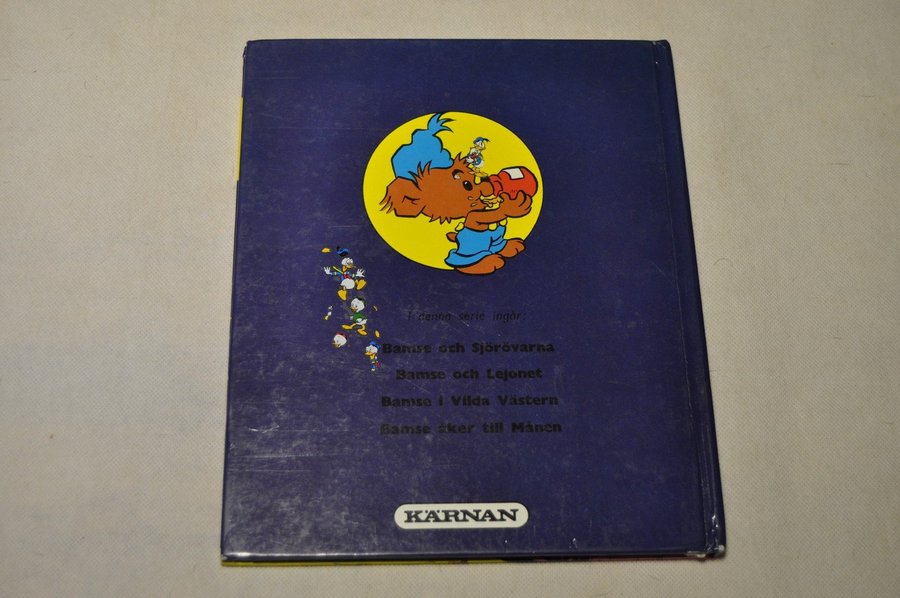 I denna serie ingår:
Bamse och Sjörövarna
Bamse och Lejonet
Bamse i Vilda Västern
Bamse åker till Månen
KÄRNAN